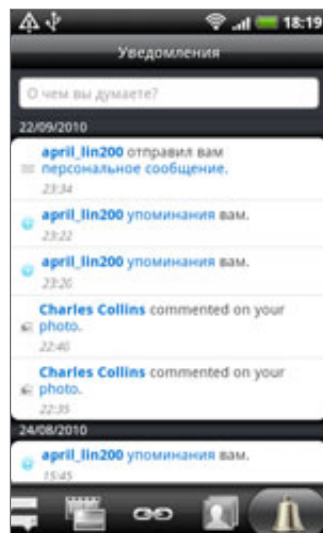 18:19
Уведомления
О чем вы думаете?
22/09/2010
april_lin200 отправил вам
персональное сообщение.
23:34
april_lin200 упоминания вам.
23:22
april_lin200 упоминания вам.
23:20
Charles Collins commented on your
photo.
22:40
Charles Collins commented on your
photo.
22:35
24/08/2010
april_lin200 упоминания вам.
15:45